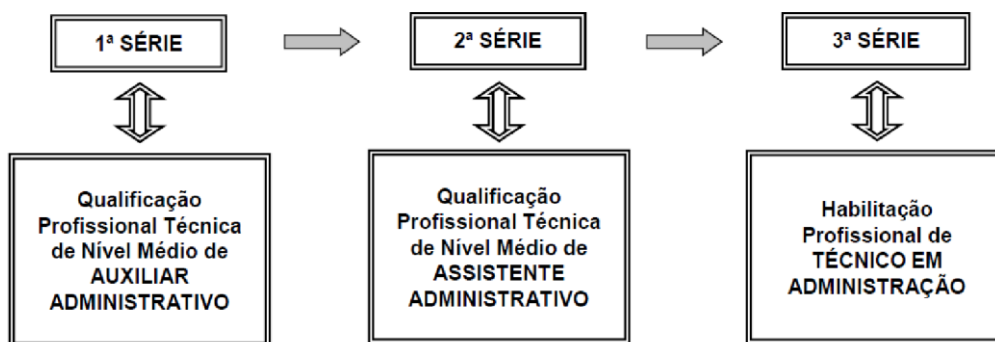 1ª SÉRIE
2ª SÉRIE
3ª SÉRIE
Qualificação
Profissional Técnica
de Nível Médio de
AUXILIAR
ADMINISTRATIVO
Qualificação
Profissional Técnica
de Nível Médio de
ASSISTENTE
ADMINISTRATIVO
Habilitação
Profissional de
TÉCNICO EM
ADMINISTRAÇÃO